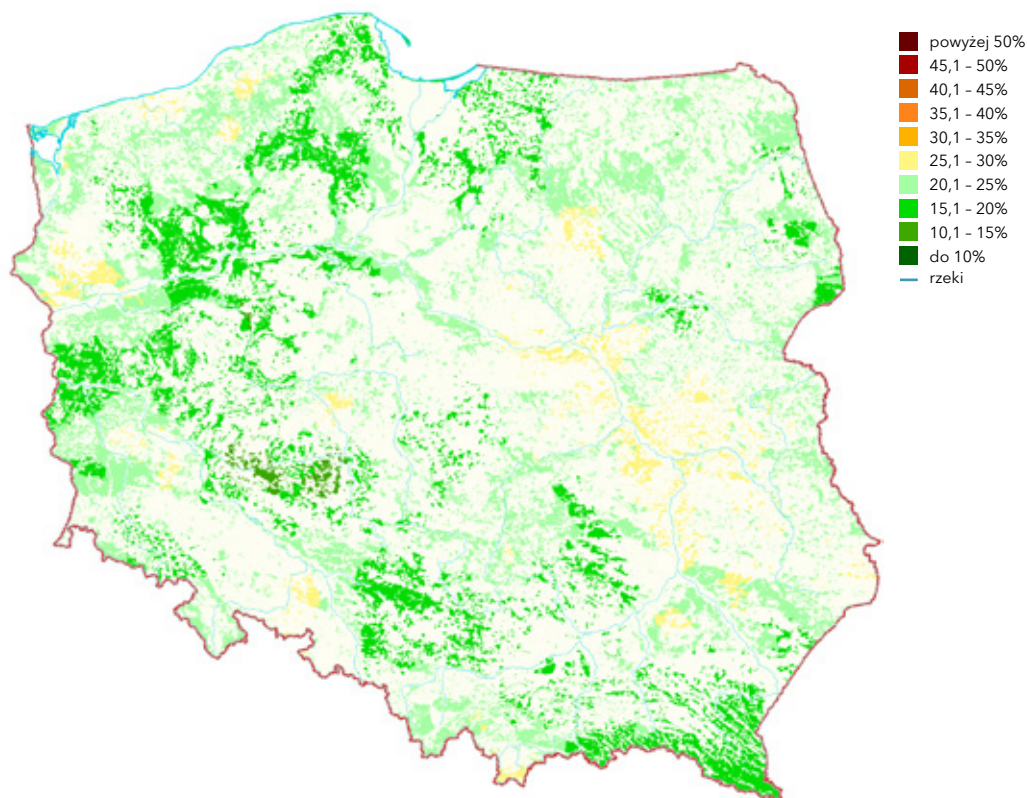 powyżej 50%
45,1 – 50%
40,1 – 45%
35,1 – 40%
30,1 – 35%
25,1 – 30%
20,1 – 25%
15,1 – 20%
10,1 – 15%
do 10%
rzeki